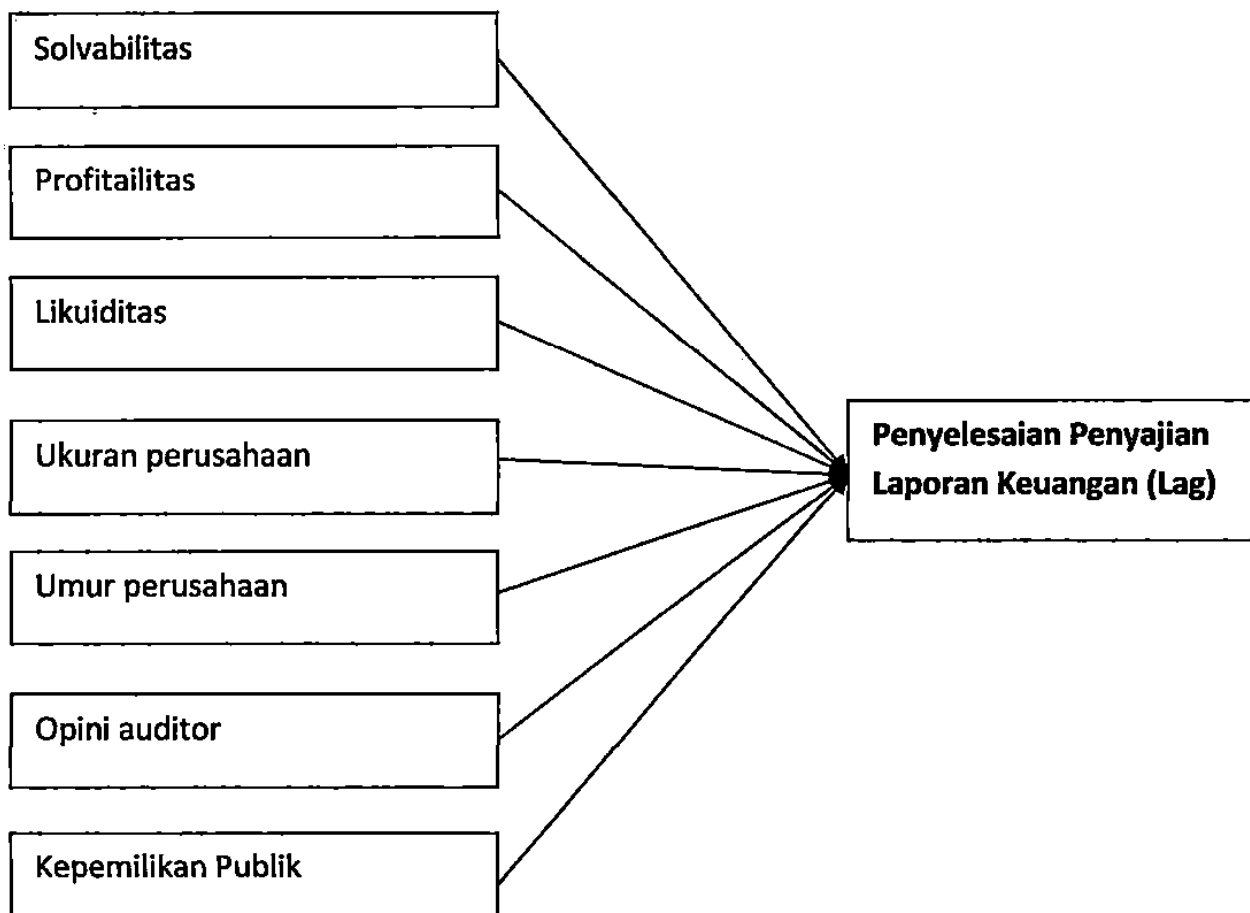 Solvabilitas
Profitailitas
Likuiditas
Ukuran perusahaan
Umur perusahaan
Opini auditor
Kepemilikan Publik
Penyelesaian Penyajian
Laporan Keuangan (Lag)